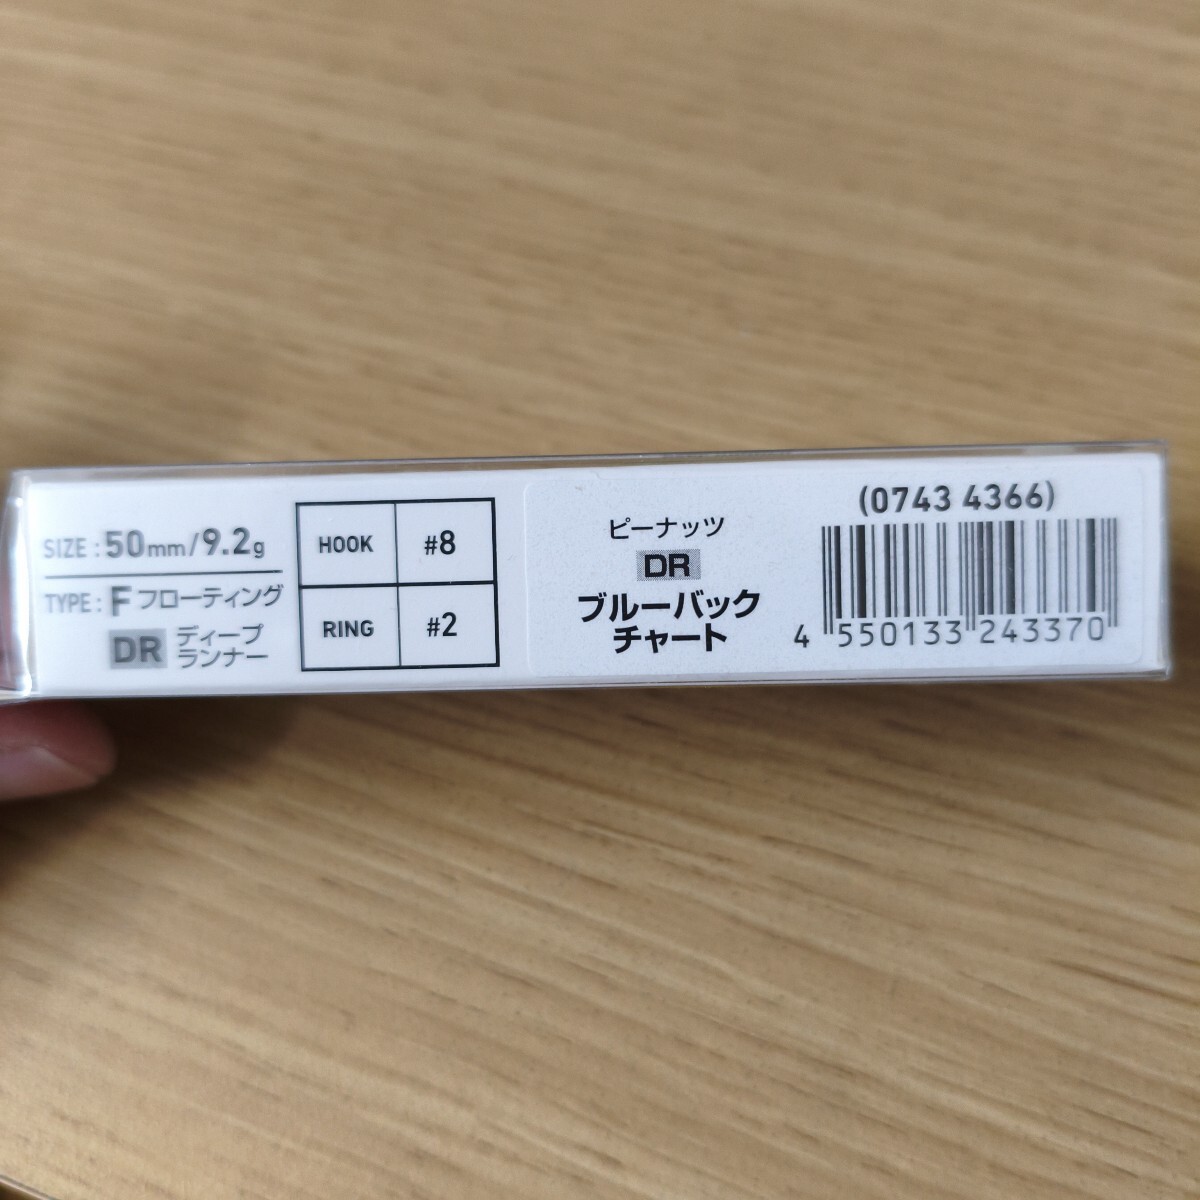 SIZE : 50mm/9.2g
TYPE : F フローティング
DR ディープ
ランナー
HOOK #8
RING #2
ピーナッツ
DR
ブルーバック
チャート
(0743 4366)
4 550133 243370